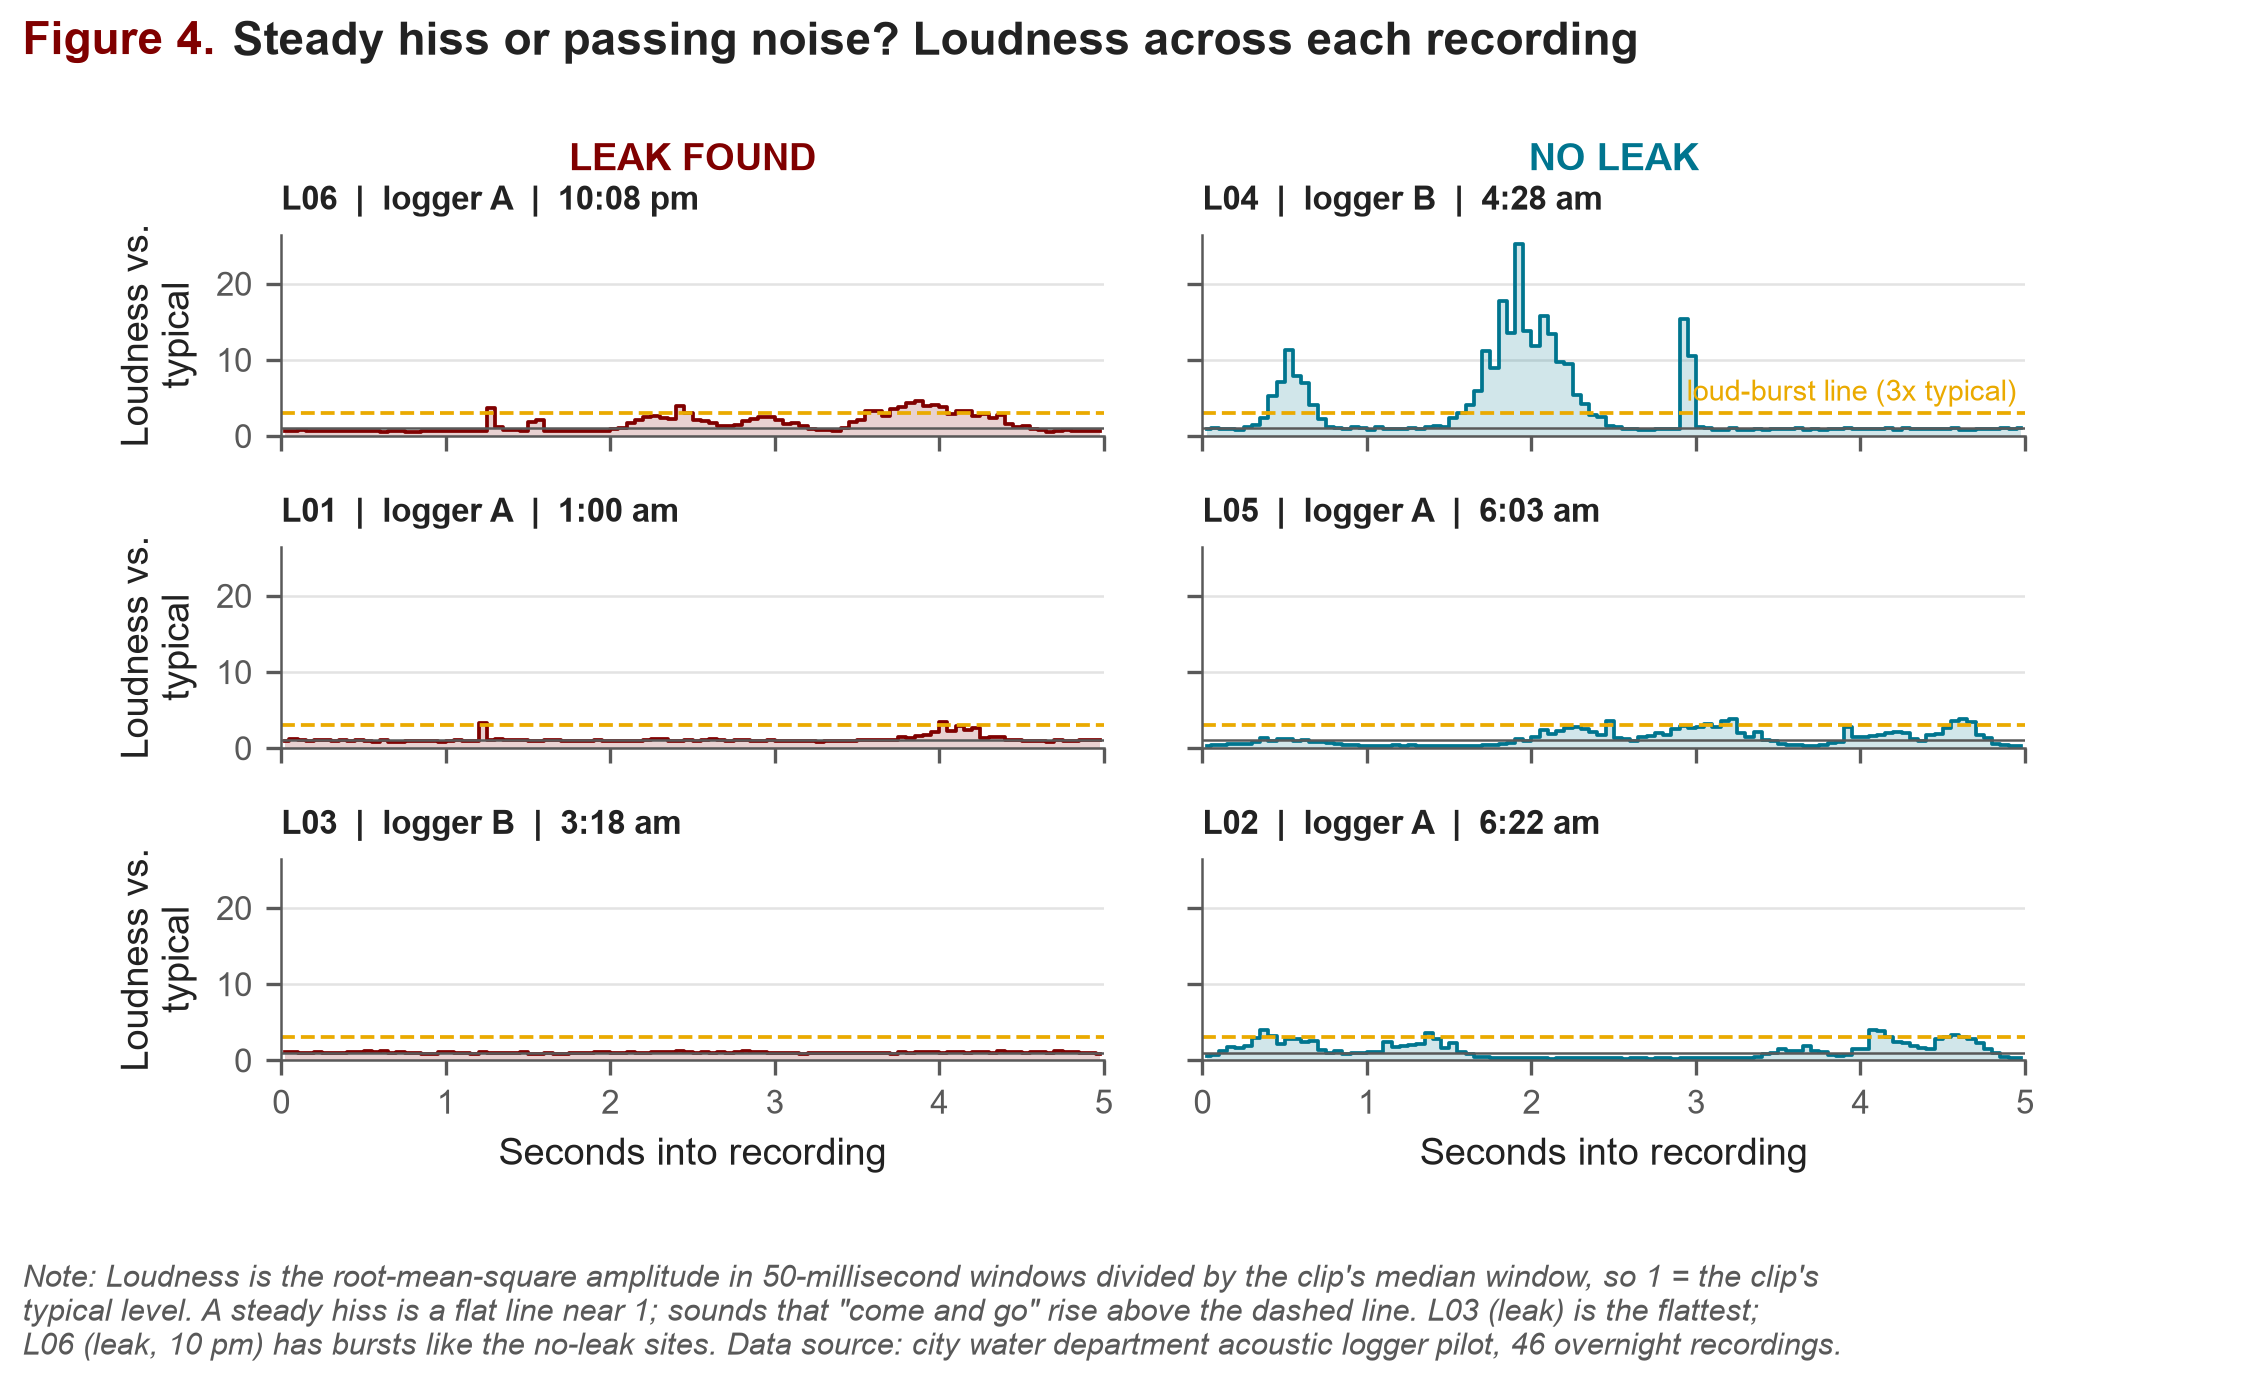 Figure 4. Steady hiss or passing noise? Loudness across each recording
LEAK FOUND
NO LEAK
L06 | logger A | 10:08 pm
L04 | logger B | 4:28 am
Loudness vs.
typical
20
10
0
loud-burst line (3x typical)
L01 | logger A | 1:00 am
L05 | logger A | 6:03 am
Loudness vs.
typical
20
10
0
L03 | logger B | 3:18 am
L02 | logger A | 6:22 am
Loudness vs.
typical
20
10
0
0 1 2 3 4 5
0 1 2 3 4 5
Seconds into recording
Seconds into recording
Note: Loudness is the root-mean-square amplitude in 50-millisecond windows divided by the clip's median window, so 1 = the clip's
typical level. A steady hiss is a flat line near 1; sounds that "come and go" rise above the dashed line. L03 (leak) is the flattest;
L06 (leak, 10 pm) has bursts like the no-leak sites. Data source: city water department acoustic logger pilot, 46 overnight recordings.